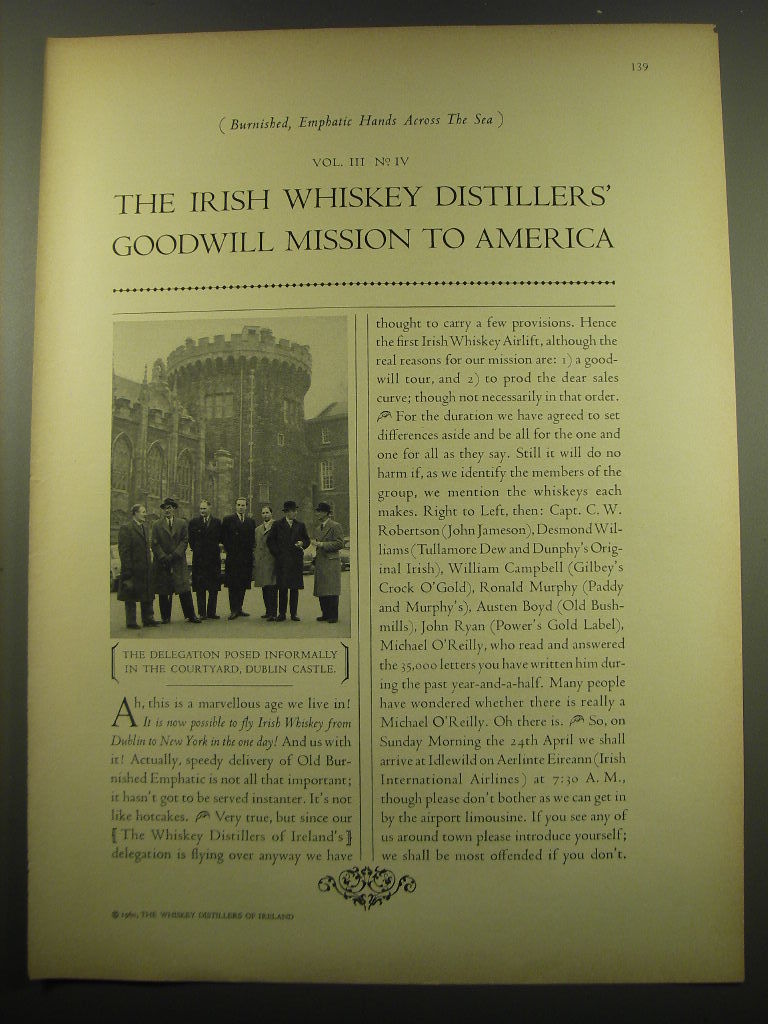 139
( Burnished, Emphatic Hands Across The Sea )
VOL. III Nº IV
THE IRISH WHISKEY DISTILLERS'
GOODWILL MISSION TO AMERICA
THE DELEGATION POSED INFORMALLY
IN THE COURTYARD, DUBLIN CASTLE.
Ah, this is a marvellous age we live in!
It is now possible to fly Irish Whiskey from
Dublin to New York in the one day! And us with
it! Actually, speedy delivery of Old Bur-
nished Emphatic is not all that important;
it hasn't got to be served instanter. It's not
like hotcakes. Very true, but since our
[The Whiskey Distillers of Ireland's]
delegation is flying over anyway we have
thought to carry a few provisions. Hence
the first Irish Whiskey Airlift, although the
real reasons for our mission are: 1) a good-
will tour, and 2) to prod the dear sales
curve; though not necessarily in that order.
For the duration we have agreed to set
differences aside and be all for the one and
one for all as they say. Still it will do no
harm if, as we identify the members of the
group, we mention the whiskeys each
makes. Right to Left, then: Capt. C. W.
Robertson (John Jameson), Desmond Wil-
liams (Tullamore Dew and Dunphy's Orig-
inal Irish), William Campbell (Gilbey's
Crock O'Gold), Ronald Murphy (Paddy
and Murphy's), Austen Boyd (Old Bush-
mills), John Ryan (Power's Gold Label),
Michael O'Reilly, who read and answered
the 35,000 letters you have written him dur-
ing the past year-and-a-half. Many people
have wondered whether there is really a
Michael O'Reilly. Oh there is. So, on
Sunday Morning the 24th April we shall
arrive at Idlewild on Aerlinte Eireann (Irish
International Airlines) at 7:30 A. M.,
though please don't bother as we can get in
by the airport limousine. If you see any of
us around town please introduce yourself;
we shall be most offended if you don't.
© 1960, THE WHISKEY DISTILLERS OF IRELAND